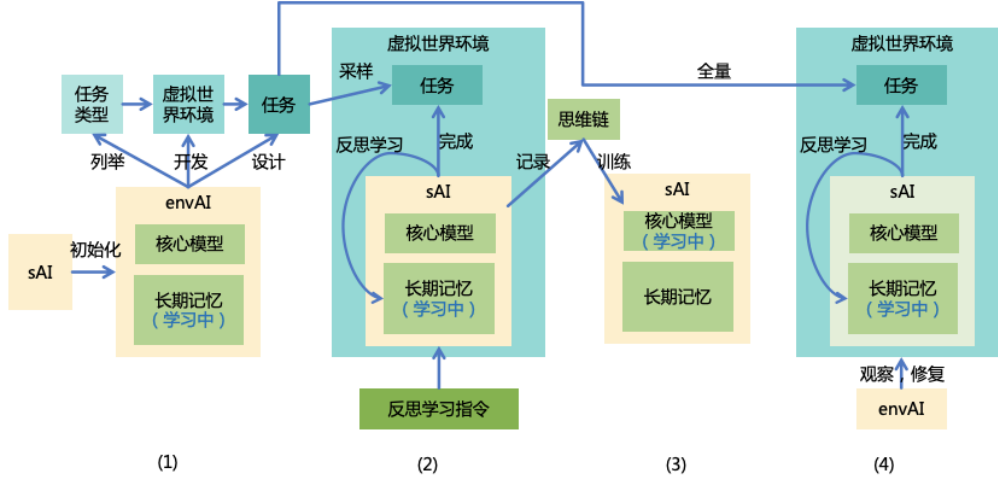 任务
类型
虚拟世
界环境
任务
列举
开发
设计
envAI
核心模型
长期记忆
（学习中）
sAI
初始化
(1)
采样
虚拟世界环境
任务
反思学习
完成
sAI
核心模型
长期记忆
（学习中）
反思学习指令
(2)
记录
思维链
训练
sAI
核心模型
（学习中）
长期记忆
(3)
全量
虚拟世界环境
任务
反思学习
完成
sAI
核心模型
长期记忆
（学习中）
观察，修复
envAI
(4)